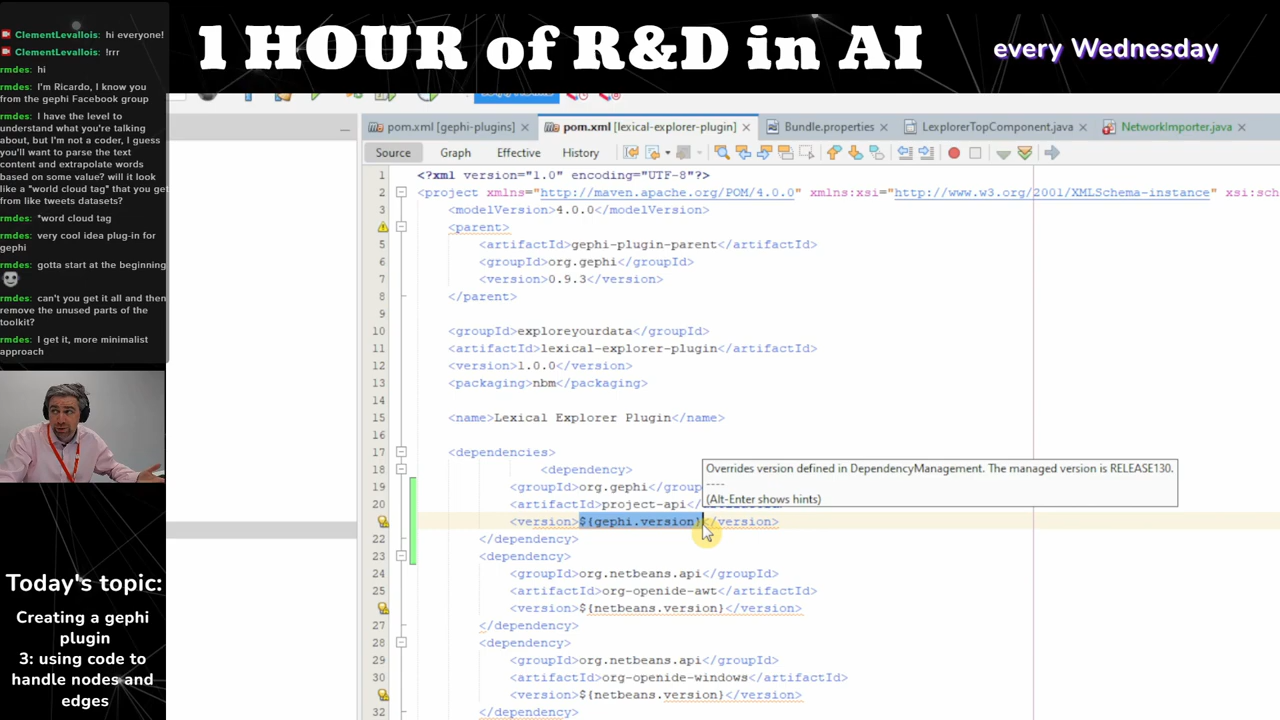 1 HOUR of R&D in AI
every Wednesday
ClementLevallois: hi everyone!
ClementLevallois: !rrr
rmdes: hi
rmdes: I'm Ricardo, I know you
from the gephi Facebook group
rmdes: I have the level to
understand what you're talking
about, but I'm not a coder, I guess
you'll want to parse the text
content and extrapolate words
based on some value? will it look
like a "world cloud tag" that you get
from like tweets datasets?
rmdes: *word cloud tag
rmdes: very cool idea plug-in for
gephi
rmdes: gotta start at the beginning
rmdes: can't you get it all and then
remove the unused parts of the
toolkit?
rmdes: I get it, more minimalist
approach
Today's topic:
Creating a gephi
plugin
3: using code to
handle nodes and
edges
pom.xml [gephi-plugins]
pom.xml [lexical-explorer-plugin]
Bundle.properties
LexplorerTopComponent.java
NetworkImporter.java
Source
Graph
Effective
History
1 <?xml version="1.0" encoding="UTF-8"?>
2 <project xmlns="http://maven.apache.org/POM/4.0.0" xmlns:xsi="http://www.w3.org/2001/XMLSchema-instance" xsi:sch
3 <modelVersion>4.0.0</modelVersion>
<parent>
5 <artifactId>gephi-plugin-parent</artifactId>
6 <groupId>org.gephi</groupId>
7 <version>0.9.3</version>
8 </parent>
9
10 <groupId>exploreyourdata</groupId>
11 <artifactId>lexical-explorer-plugin</artifactId>
12 <version>1.0.0</version>
13 <packaging>nbm</packaging>
14
15 <name>Lexical Explorer Plugin</name>
16
17 <dependencies>
18 <dependency>
19 <groupId>org.gephi</group
20 <artifactId>project-api</
<version>${gephi.version}</version>
22 </dependency>
23 <dependency>
24 <groupId>org.netbeans.api</groupId>
25 <artifactId>org-openide-awt</artifactId>
<version>${netbeans.version}</version>
27 </dependency>
28 <dependency>
29 <groupId>org.netbeans.api</groupId>
30 <artifactId>org-openide-windows</artifactId>
<version>${netbeans.version}</version>
32 </dependency>
Overrides version defined in DependencyManagement. The managed version is RELEASE130.
----
(Alt-Enter shows hints)